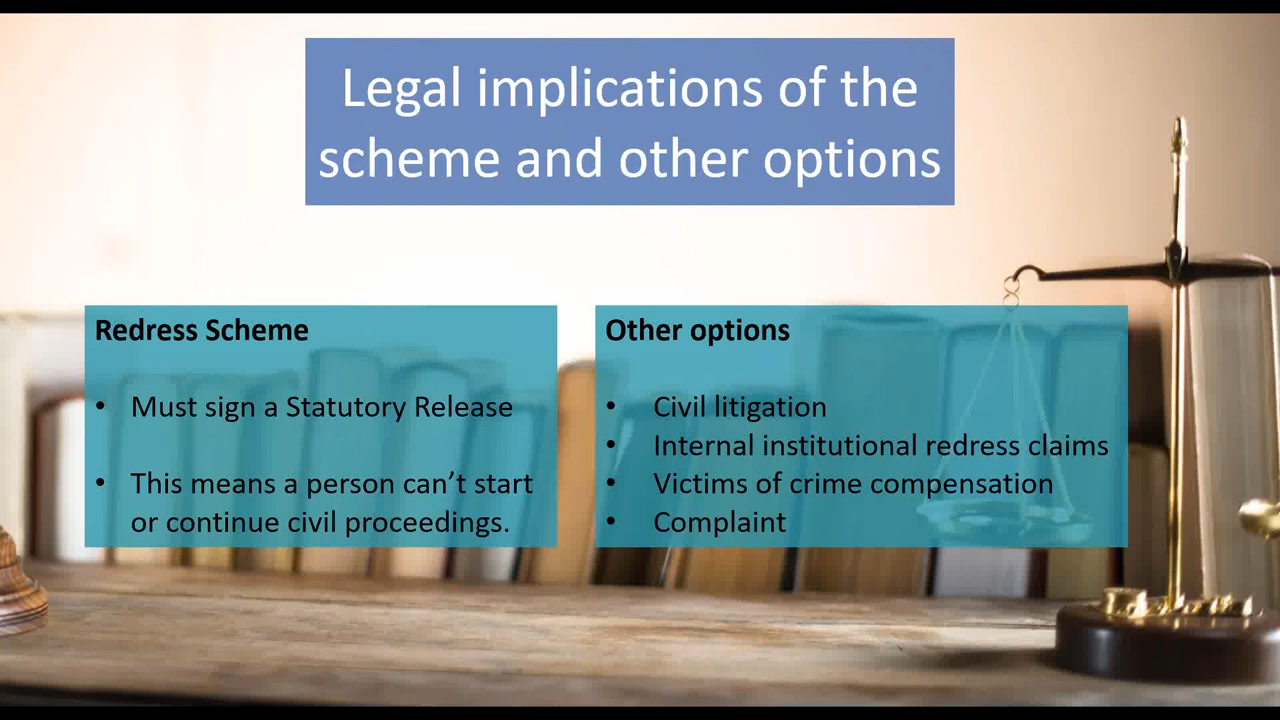 Legal implications of the
scheme and other options
Redress Scheme
• Must sign a Statutory Release
• This means a person can’t start
or continue civil proceedings.
Other options
• Civil litigation
• Internal institutional redress claims
• Victims of crime compensation
• Complaint